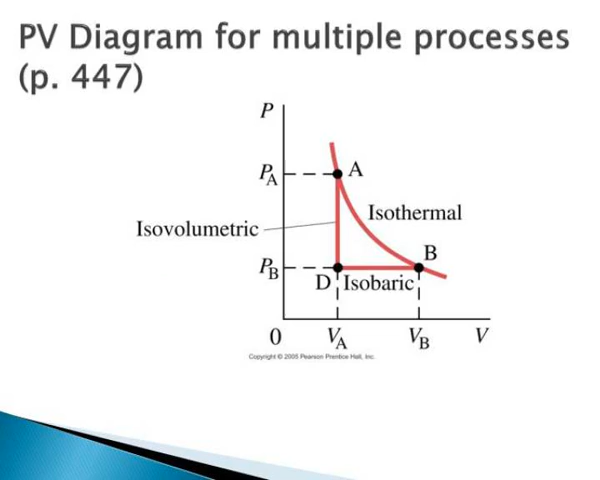 PV Diagram for multiple processes
(p. 447)
P
PA
A
Isothermal
Isovolumetric
B
PB
D
Isobaric
0
VA
VB
V
Copyright © 2005 Pearson Prentice Hall, Inc.